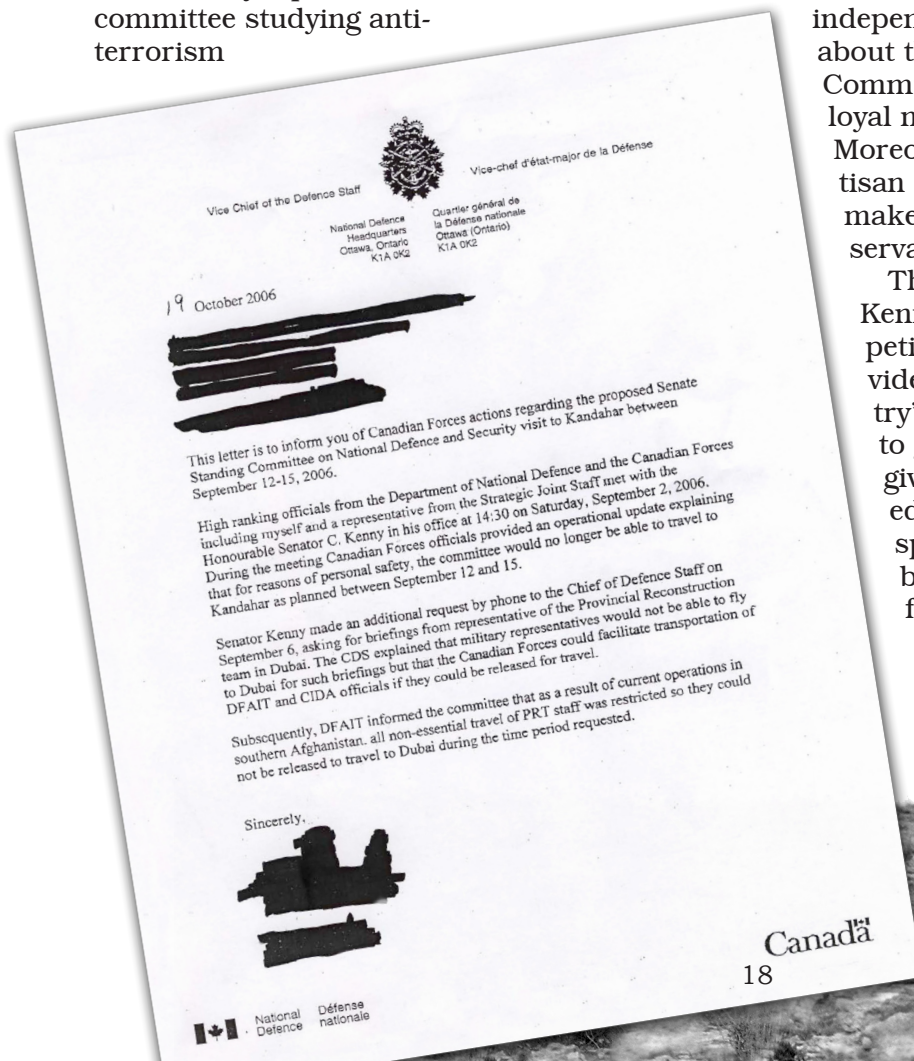 committee studying anti-
terrorism
Vice Chief of the Defence Staff
Vice-chef d'état-major de la Défense
National Defence
Headquarters
Ottawa, Ontario
K1A 0K2
Quartier général de
la Défense nationale
Ottawa (Ontario)
K1A 0K2
19 October 2006
This letter is to inform you of Canadian Forces actions regarding the proposed Senate
Standing Committee on National Defence and Security visit to Kandahar between
September 12-15, 2006.
High ranking officials from the Department of National Defence and the Canadian Forces
including myself and a representative from the Strategic Joint Staff met with the
Honourable Senator C. Kenny in his office at 14:30 on Saturday, September 2, 2006.
During the meeting Canadian Forces officials provided an operational update explaining
that for reasons of personal safety, the committee would no longer be able to travel to
Kandahar as planned between September 12 and 15.
Senator Kenny made an additional request by phone to the Chief of Defence Staff on
September 6, asking for briefings from representative of the Provincial Reconstruction
team in Dubai. The CDS explained that military representatives would not be able to fly
to Dubai for such briefings but that the Canadian Forces could facilitate transportation of
DFAIT and CIDA officials if they could be released for travel.
Subsequently, DFAIT informed the committee that as a result of current operations in
southern Afghanistan. all non-essential travel of PRT staff was restricted so they could
not be released to travel to Dubai during the time period requested.
Sincerely,
National
Defence
Défense
nationale
Canada
18
indepen
about t
Comm
loyal n
Moreo
tisan
make
serva
Th
Kenn
peti
vide
try'
to
giv
ec
sp
b
f